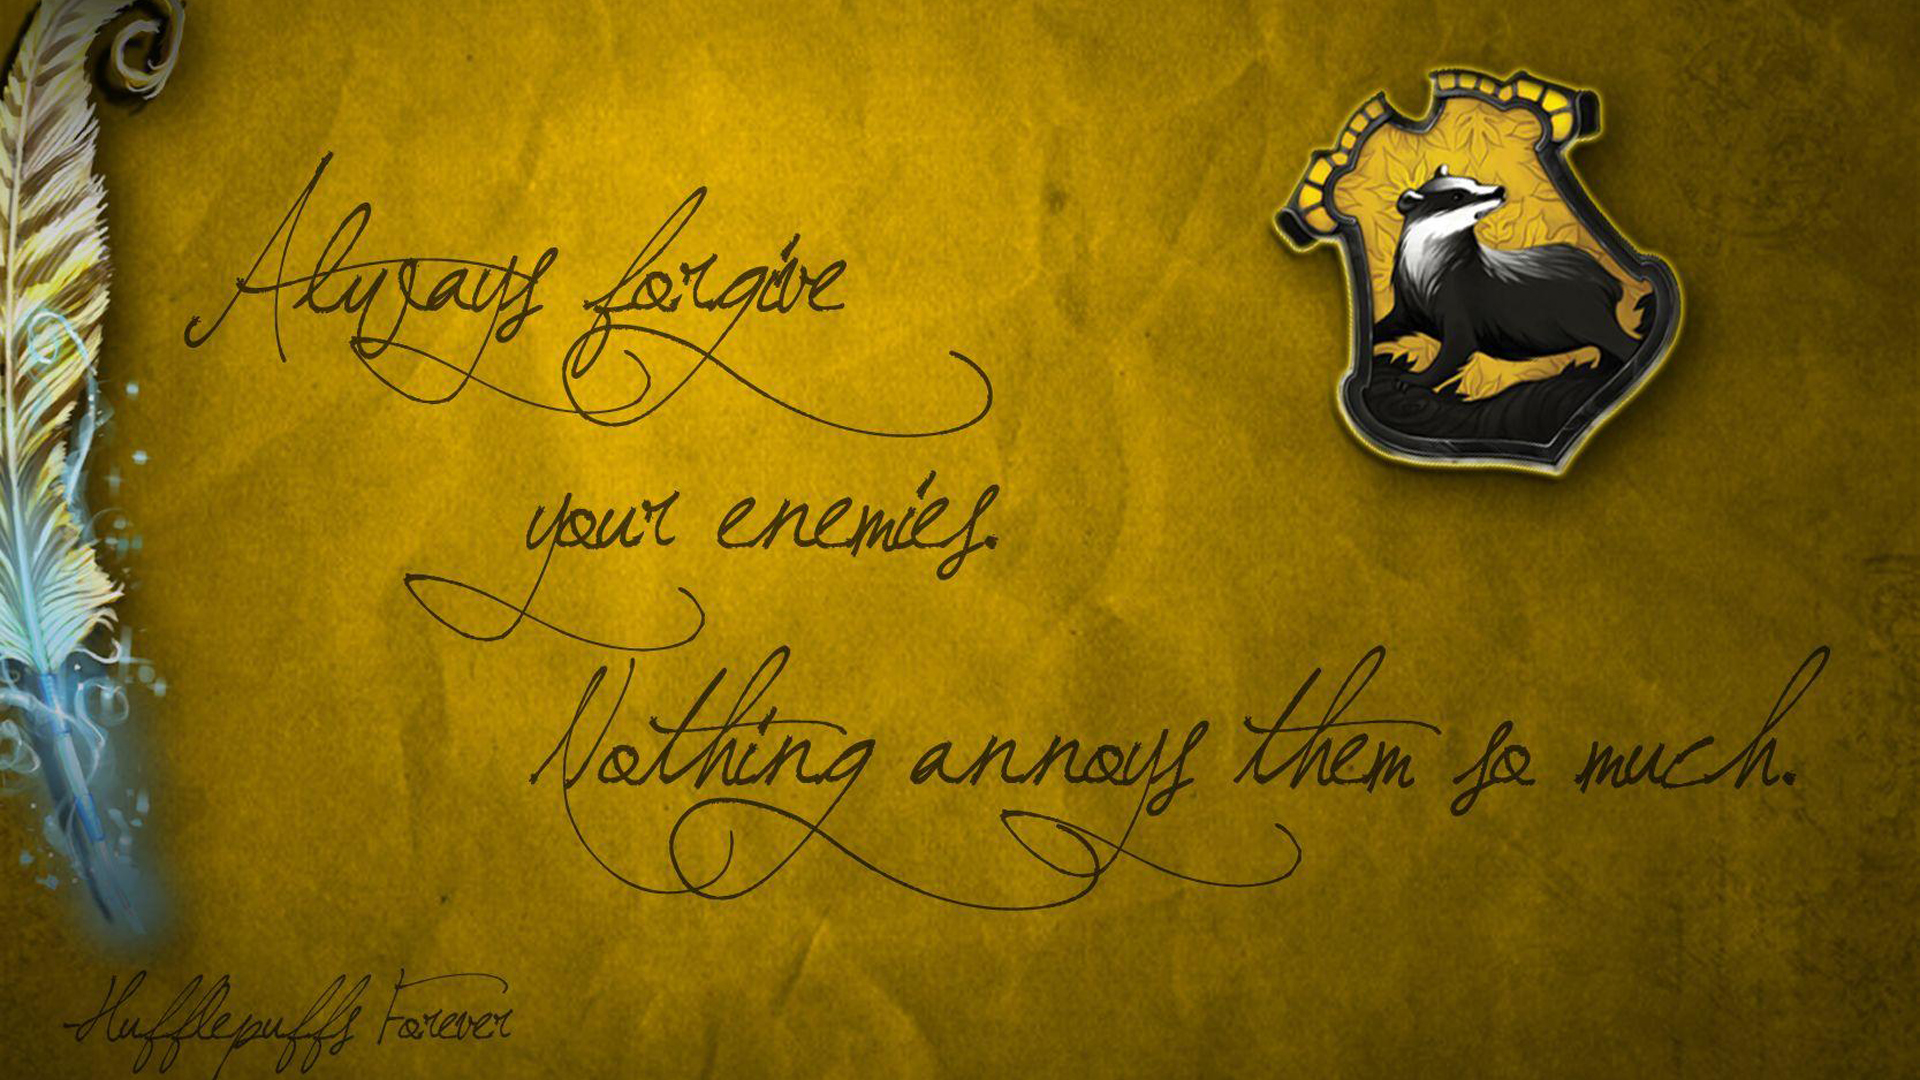 Always forgive
your enemies.
Nothing annoys them so much.
Hufflepuffs Forever